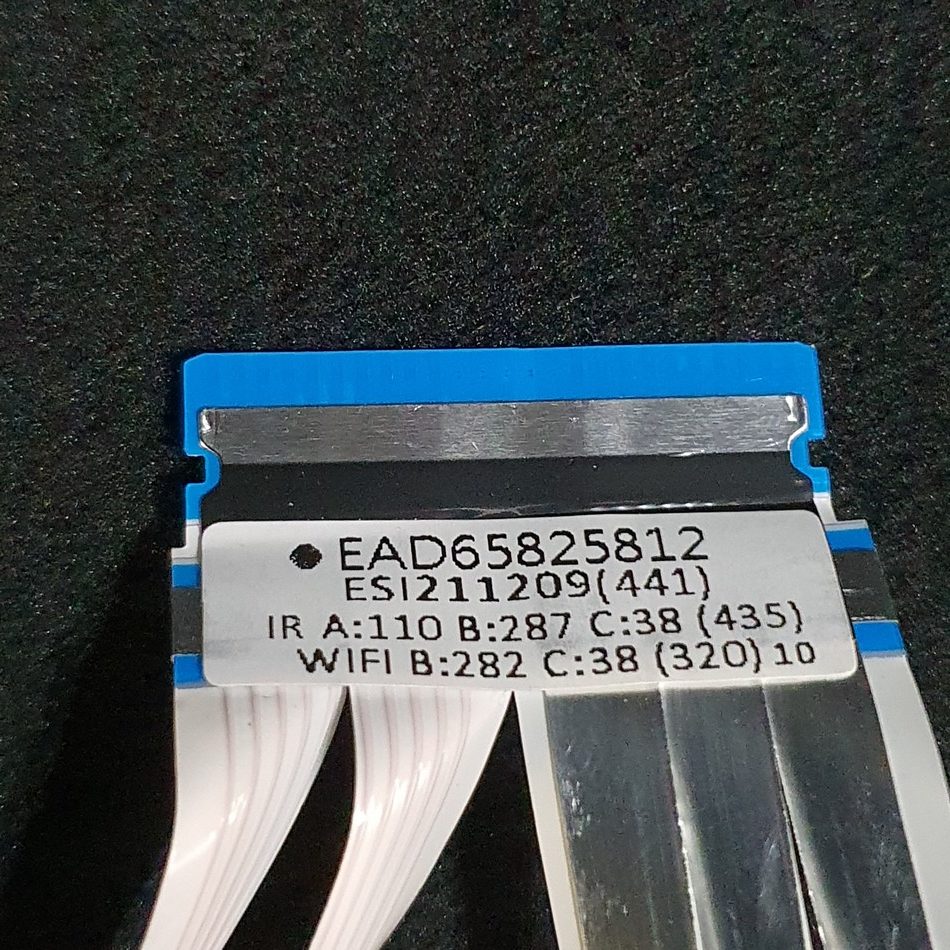 EAD65825812
ESI211209(441)
IR A:110 B:287 C:38 (435)
WIFI B:282 C:38 (320) 10